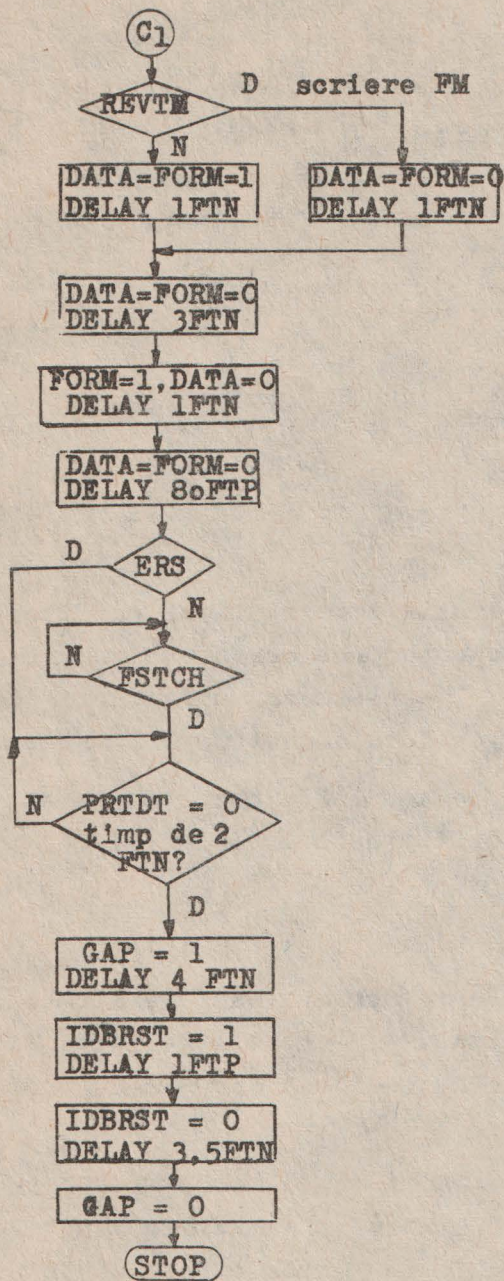 C1
D scriere FM
REVTM
N
DATA=FORM=1
DELAY 1FTN
DATA=FORM=0
DELAY 1FTN
DATA=FORM=0
DELAY 3FTN
FORM=1,DATA=0
DELAY 1FTN
DATA=FORM=0
DELAY 80FTP
D
ERS
N
N
FSTCH
D
N
PRTDT = 0
timp de 2
FTN?
D
GAP = 1
DELAY 4 FTN
IDBRST = 1
DELAY 1FTP
IDBRST = 0
DELAY 3,5FTN
GAP = 0
STOP